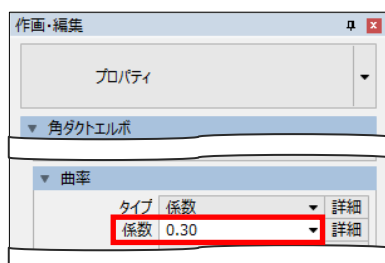 作画・編集
プロパティ
角ダクトエルボ
曲率
タイプ 係数 詳細
係数 0.30 詳細